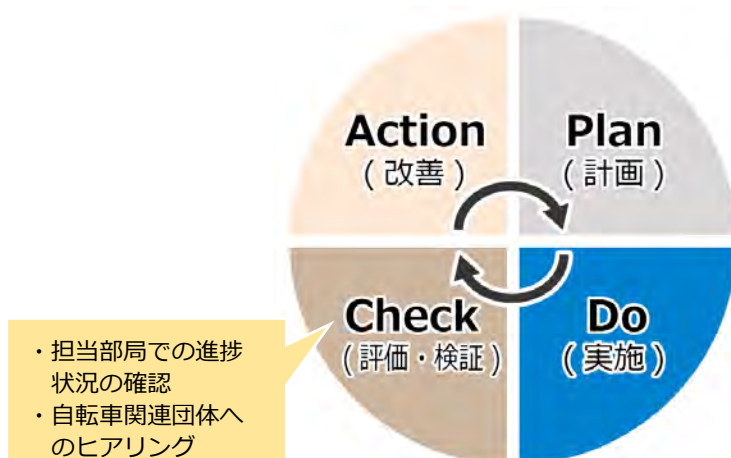 Action
(改善)
Plan
(計画)
Check
(評価・検証)
Do
(実施)
・担当部局での進捗
状況の確認
・自転車関連団体へ
のヒアリング